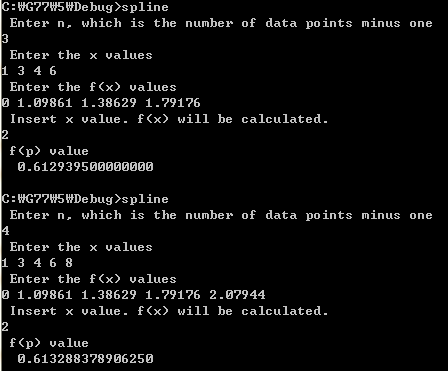 C:₩G77₩5₩Debug>spline
Enter n, which is the number of data points minus one
3
Enter the x values
1 3 4 6
Enter the f(x) values
0 1.09861 1.38629 1.79176
Insert x value. f(x) will be calculated.
2
f(p) value
0.612939500000000
C:₩G77₩5₩Debug>spline
Enter n, which is the number of data points minus one
4
Enter the x values
1 3 4 6 8
Enter the f(x) values
0 1.09861 1.38629 1.79176 2.07944
Insert x value. f(x) will be calculated.
2
f(p) value
0.613288378906250